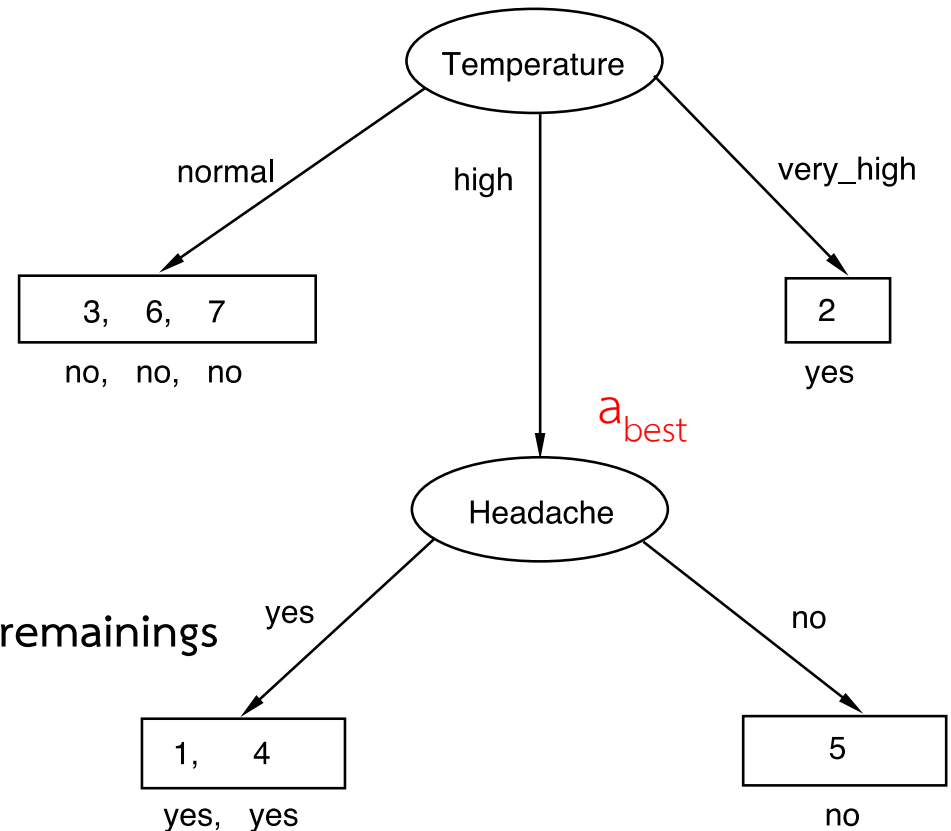 Temperature
normal
high
very_high
3, 6, 7
no, no, no
2
yes
a_best
Headache
remainings
yes
no
1, 4
yes, yes
5
no